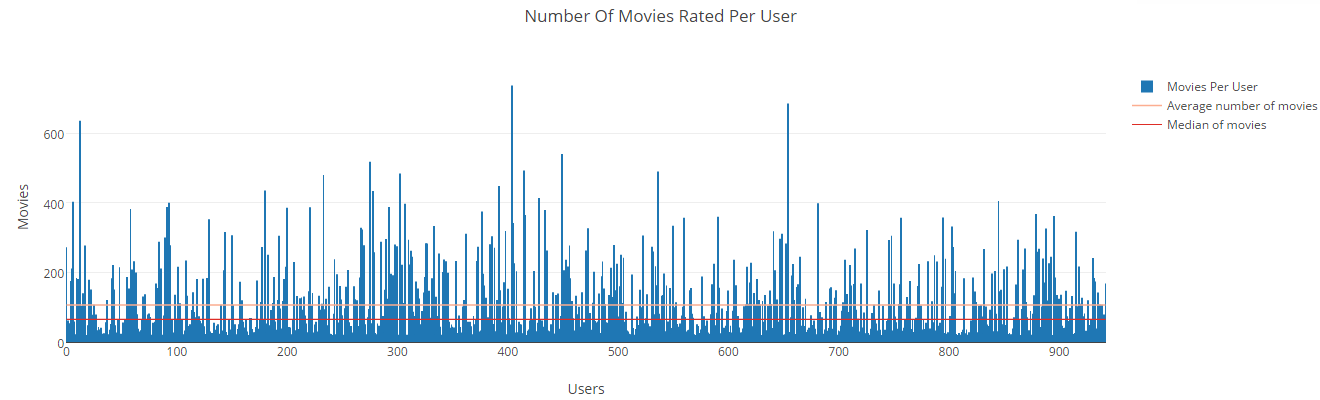 Number Of Movies Rated Per User
Movies Per User
Average number of movies
Median of movies
Movies
600
400
200
0
0 100 200 300 400 500 600 700 800 900
Users